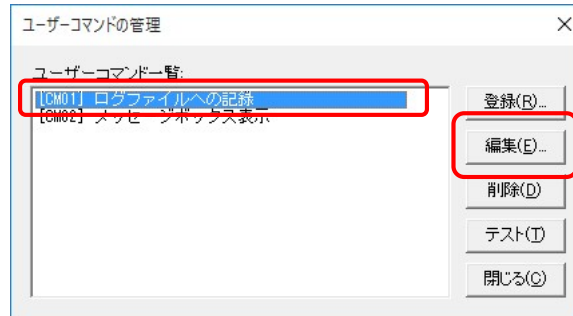 ユーザーコマンドの管理
ユーザーコマンド一覧:
[CM01] ログファイルへの記録
[CM02] メッセージボックス表示
登録(R)...
編集(E)...
削除(D)
テスト(T)
閉じる(C)